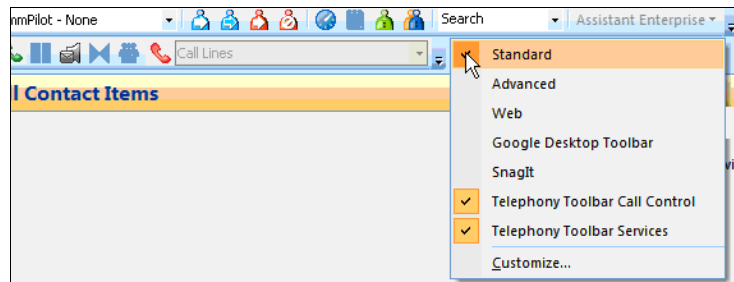 mmPilot - None Search Assistant Enterprise
Call Lines Standard
Advanced
l Contact Items
Web
Google Desktop Toolbar
SnagIt
Telephony Toolbar Call Control
Telephony Toolbar Services
Customize...